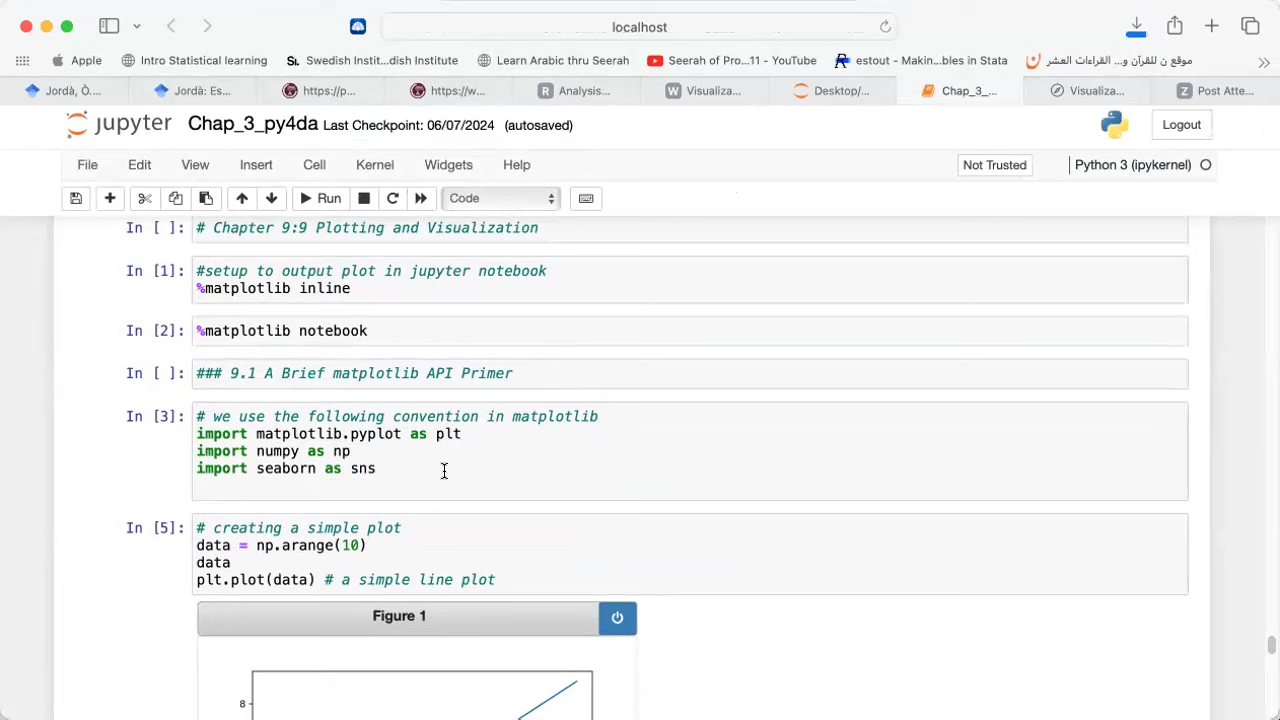 localhost
Apple
Intro Statistical learning
Sı. Swedish Instit...dish Institute
Learn Arabic thru Seerah
Seerah of Pro...11 - YouTube
estout - Makin...bles in Stata
موقع ن للقرآن و... القراءات العشر
Jordà, Ò....
Jordà: Es...
https://p...
https://w...
R Analysis...
W Visualiza...
Desktop/...
Chap_3_...
Visualiza...
Post Atte...
jupyter Chap_3_py4da Last Checkpoint: 06/07/2024 (autosaved)
Logout
File Edit View Insert Cell Kernel Widgets Help
Not Trusted
Python 3 (ipykernel)
Run
Code
In [ ]: # Chapter 9:9 Plotting and Visualization
In [1]: #setup to output plot in jupyter notebook
%matplotlib inline
In [2]: %matplotlib notebook
In [ ]: ### 9.1 A Brief matplotlib API Primer
In [3]: # we use the following convention in matplotlib
import matplotlib.pyplot as plt
import numpy as np
import seaborn as sns
In [5]: # creating a simple plot
data = np.arange(10)
data
plt.plot(data) # a simple line plot
Figure 1
8